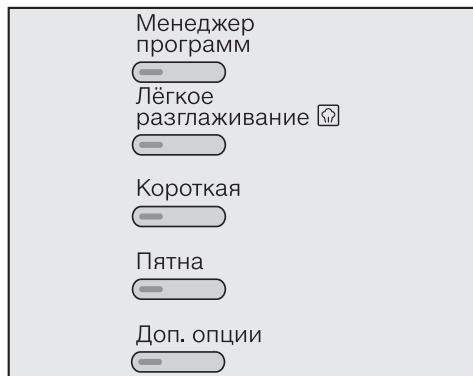 Менеджер
программ
Лёгкое
разглаживание
Короткая
Пятна
Доп. опции